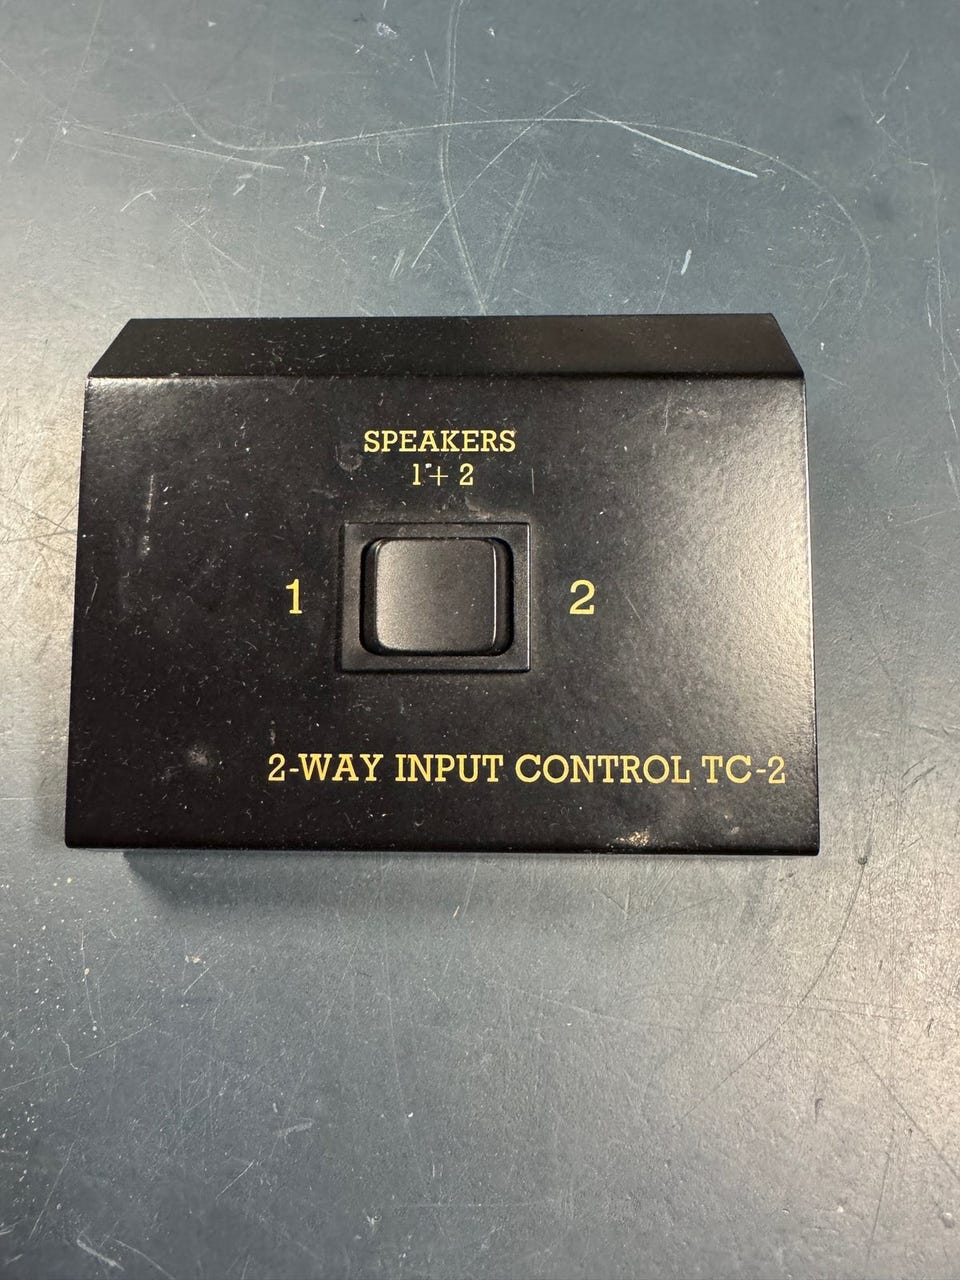 SPEAKERS
1 + 2
1 2
2-WAY INPUT CONTROL TC-2